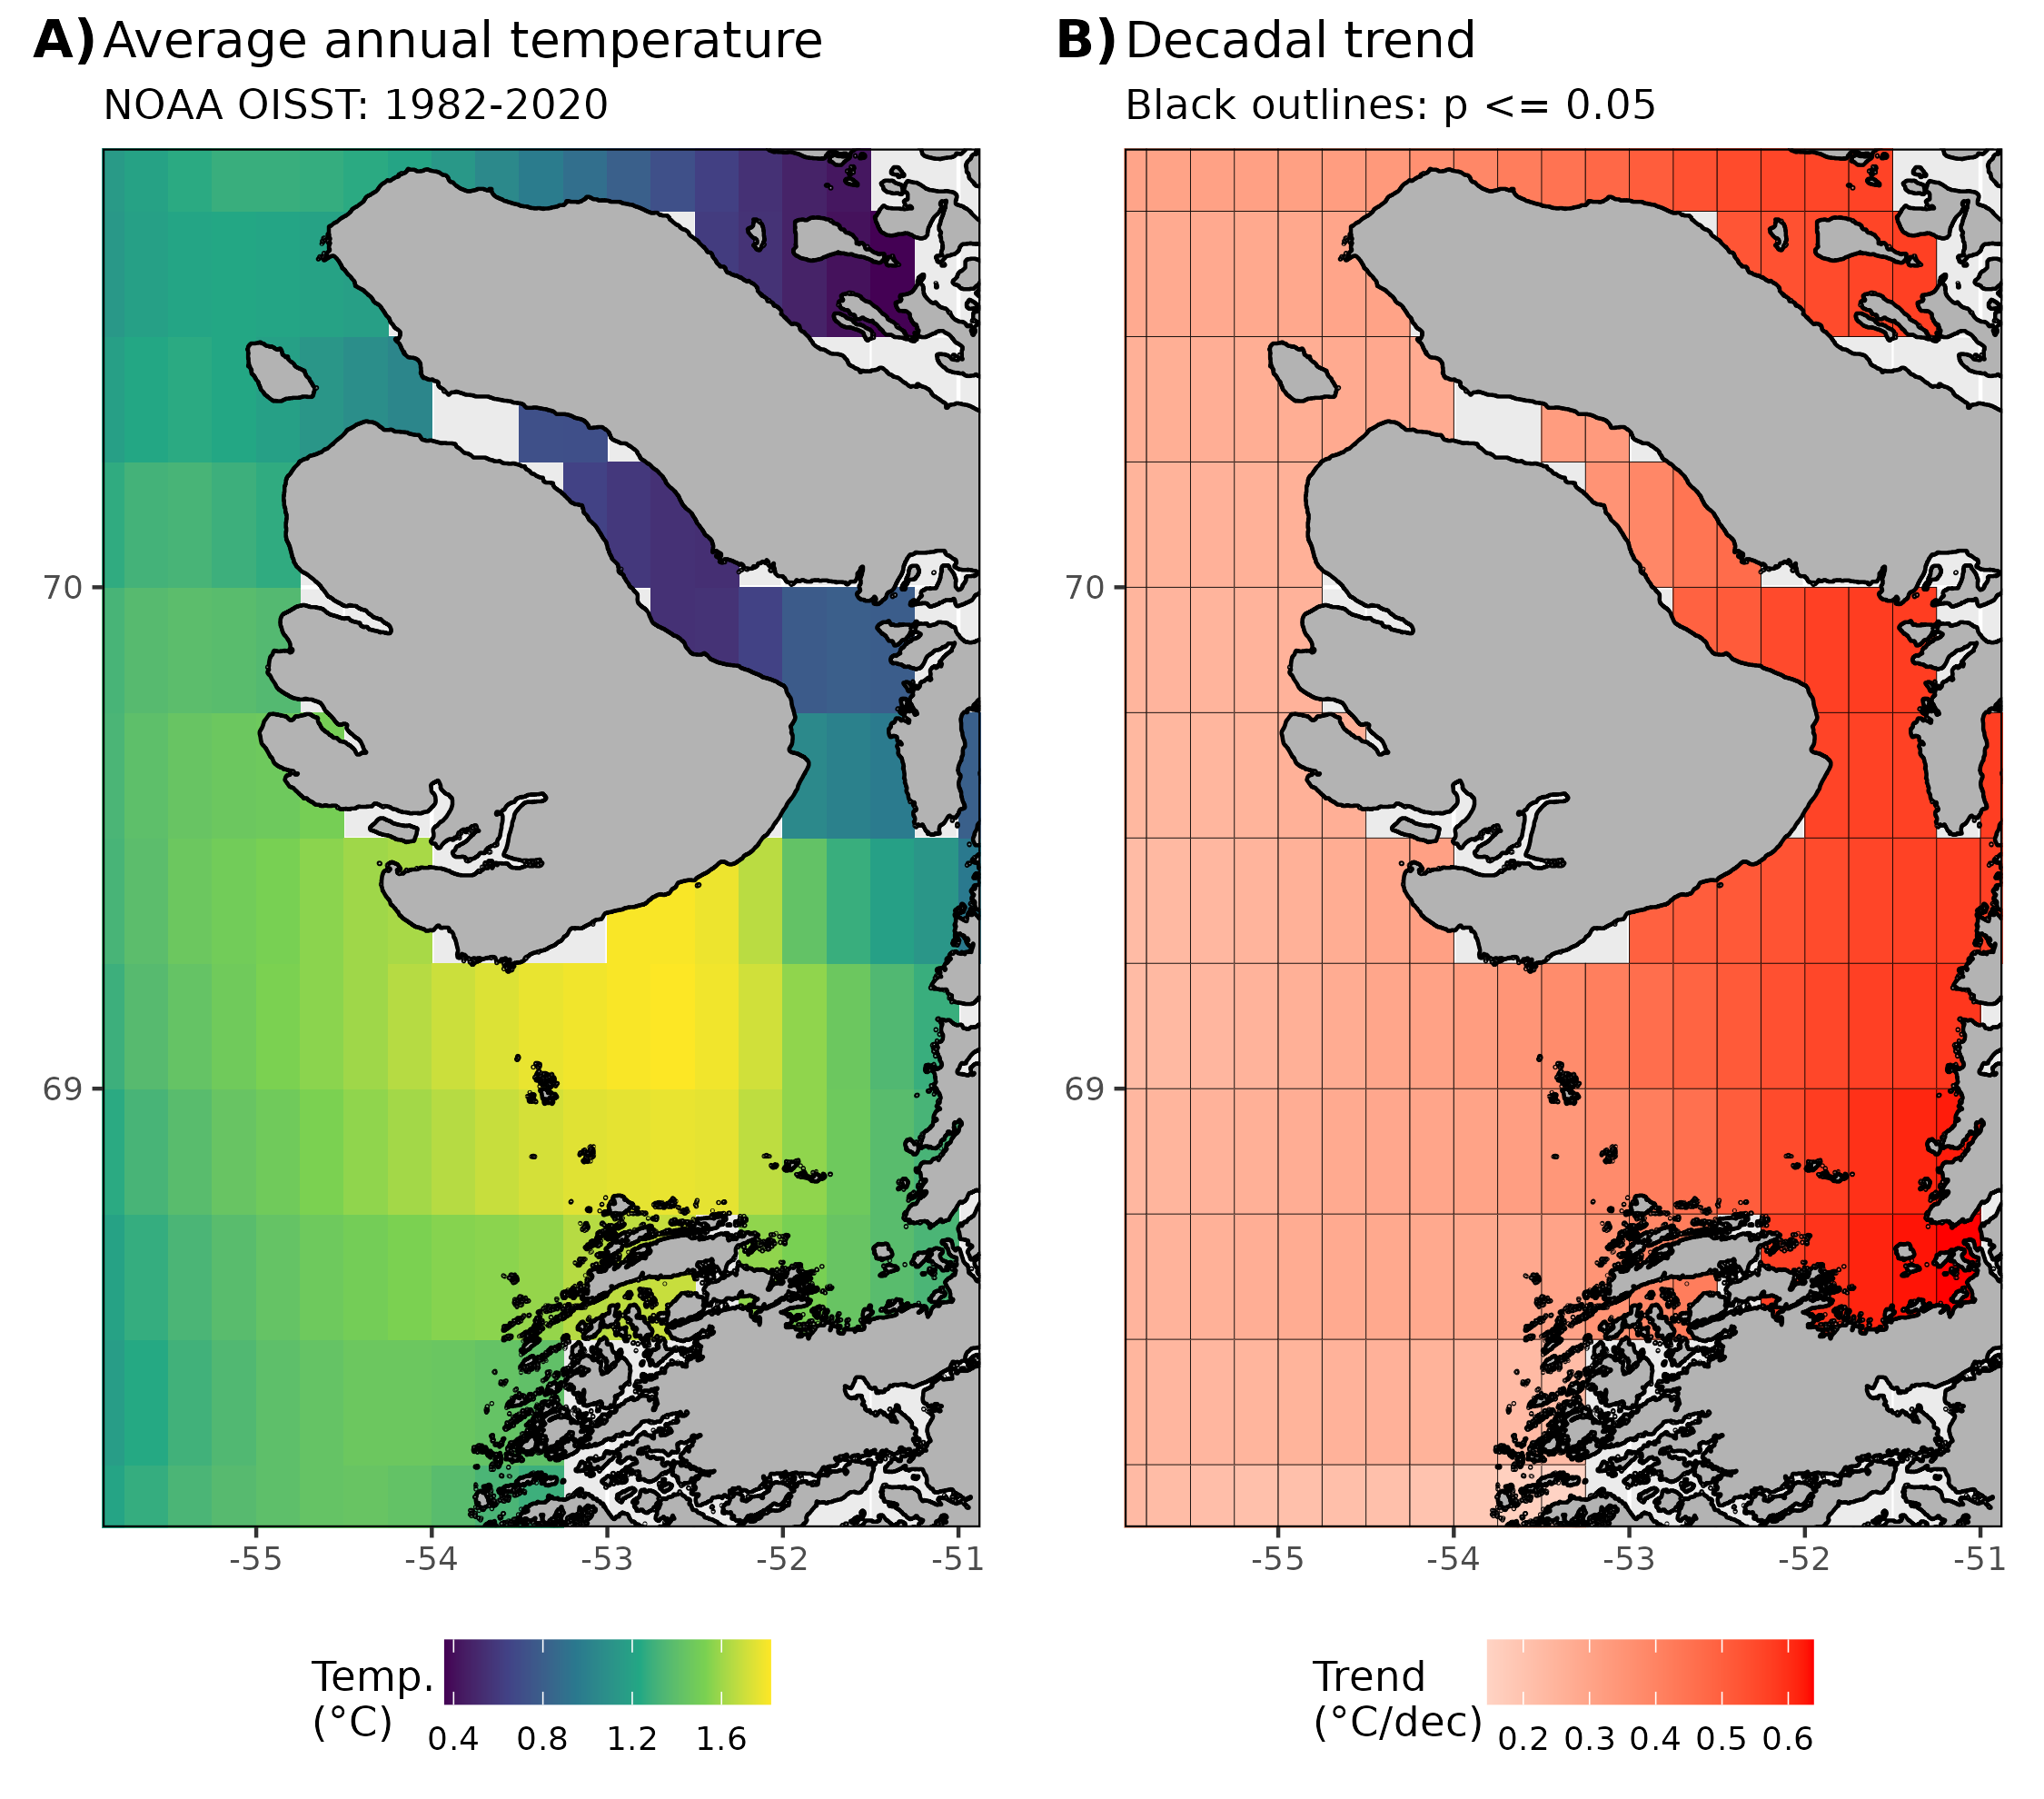 A) Average annual temperature
NOAA OISST: 1982-2020
70
69
-55 -54 -53 -52 -51
Temp.
(°C)
0.4 0.8 1.2 1.6
B) Decadal trend
Black outlines: p <= 0.05
70
69
-55 -54 -53 -52 -51
Trend
(°C/dec)
0.2 0.3 0.4 0.5 0.6